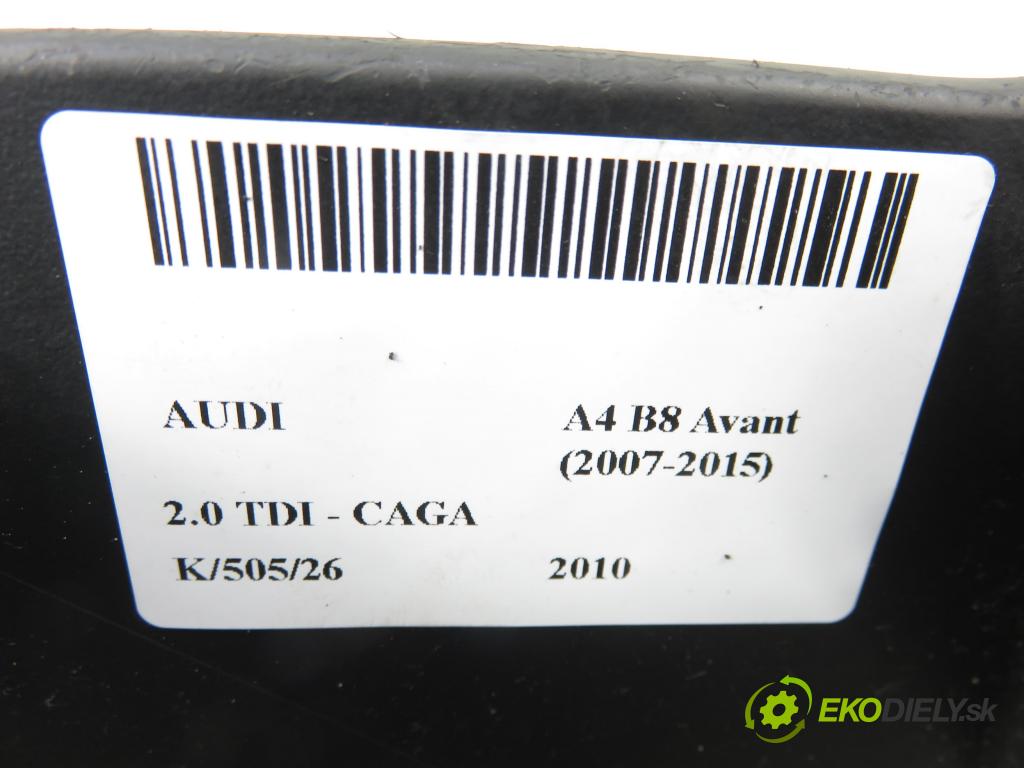 AUDI A4 B8 Avant
(2007-2015)
2.0 TDI - CAGA
K/505/26 2010
EKODIELY.sk